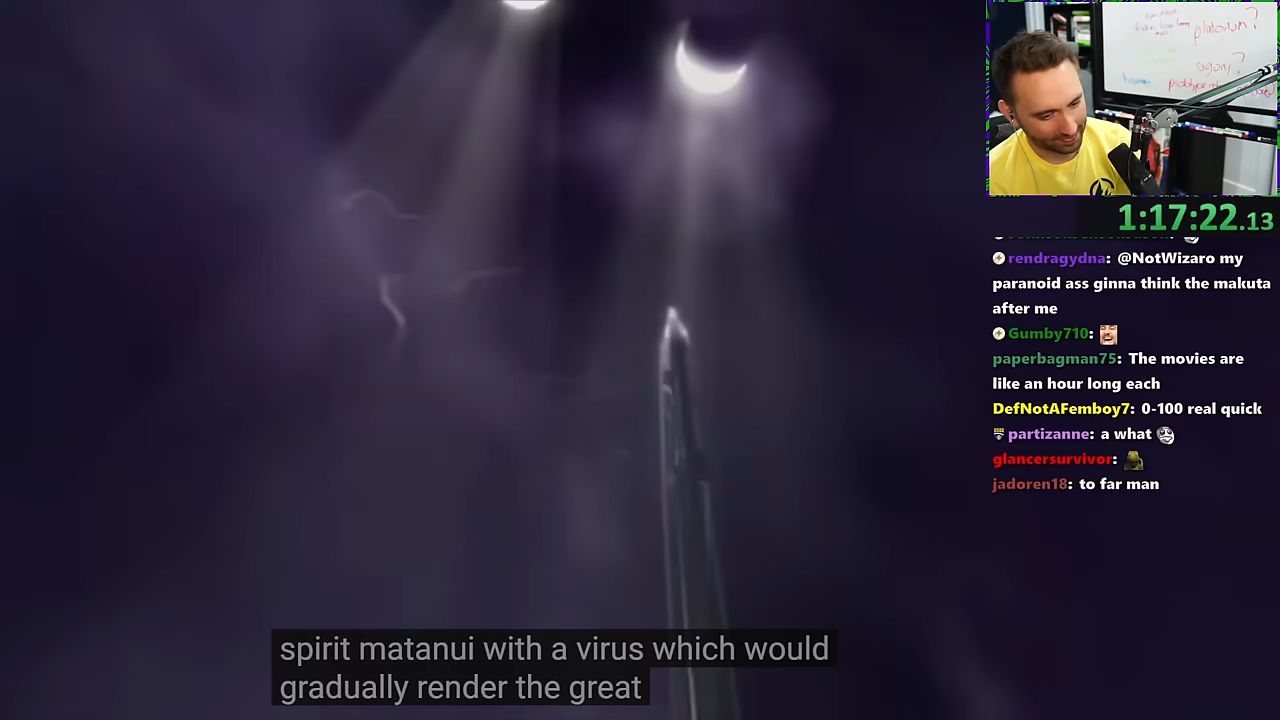 platown?
agony?
1:17:22.13
rendragydna: @NotWizaro my
paranoid ass ginna think the makuta
after me
Gumby710:
paperbagman75: The movies are
like an hour long each
DefNotAFemboy7: 0-100 real quick
partizanne: a what
glancersurvivor:
jadoren18: to far man
spirit matanui with a virus which would
gradually render the great